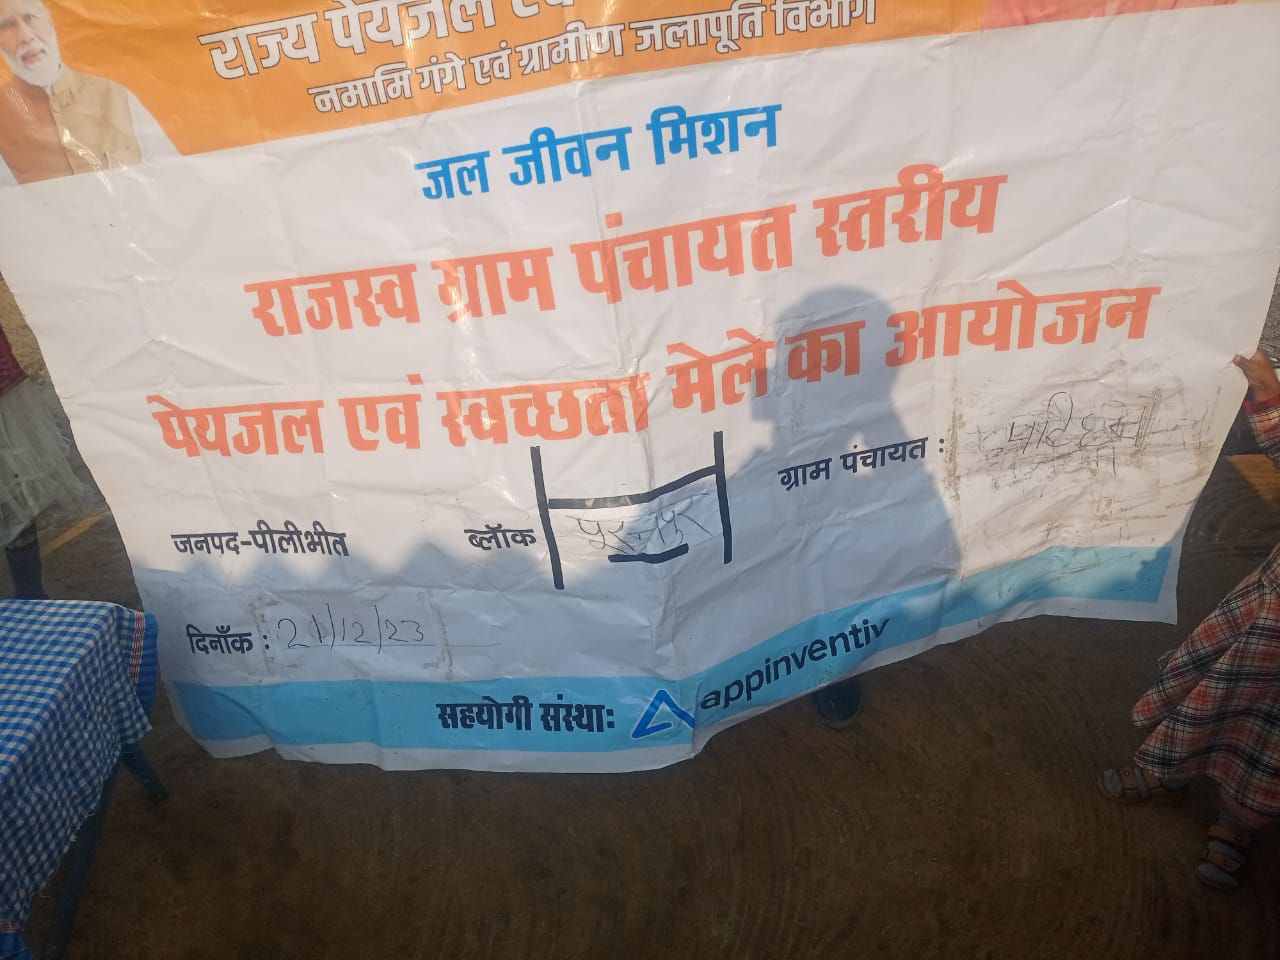 राज्य पेयजल एवं
नमामि गंगे एवं ग्रामीण जलापूर्ति विभाग
जल जीवन मिशन
राजस्व ग्राम पंचायत स्तरीय
पेयजल एवं स्वच्छता मेले का आयोजन
जनपद-पीलीभीत ब्लॉक ग्राम पंचायत :
दिनाँक : 21/12/23
सहयोगी संस्थाः appinventiv